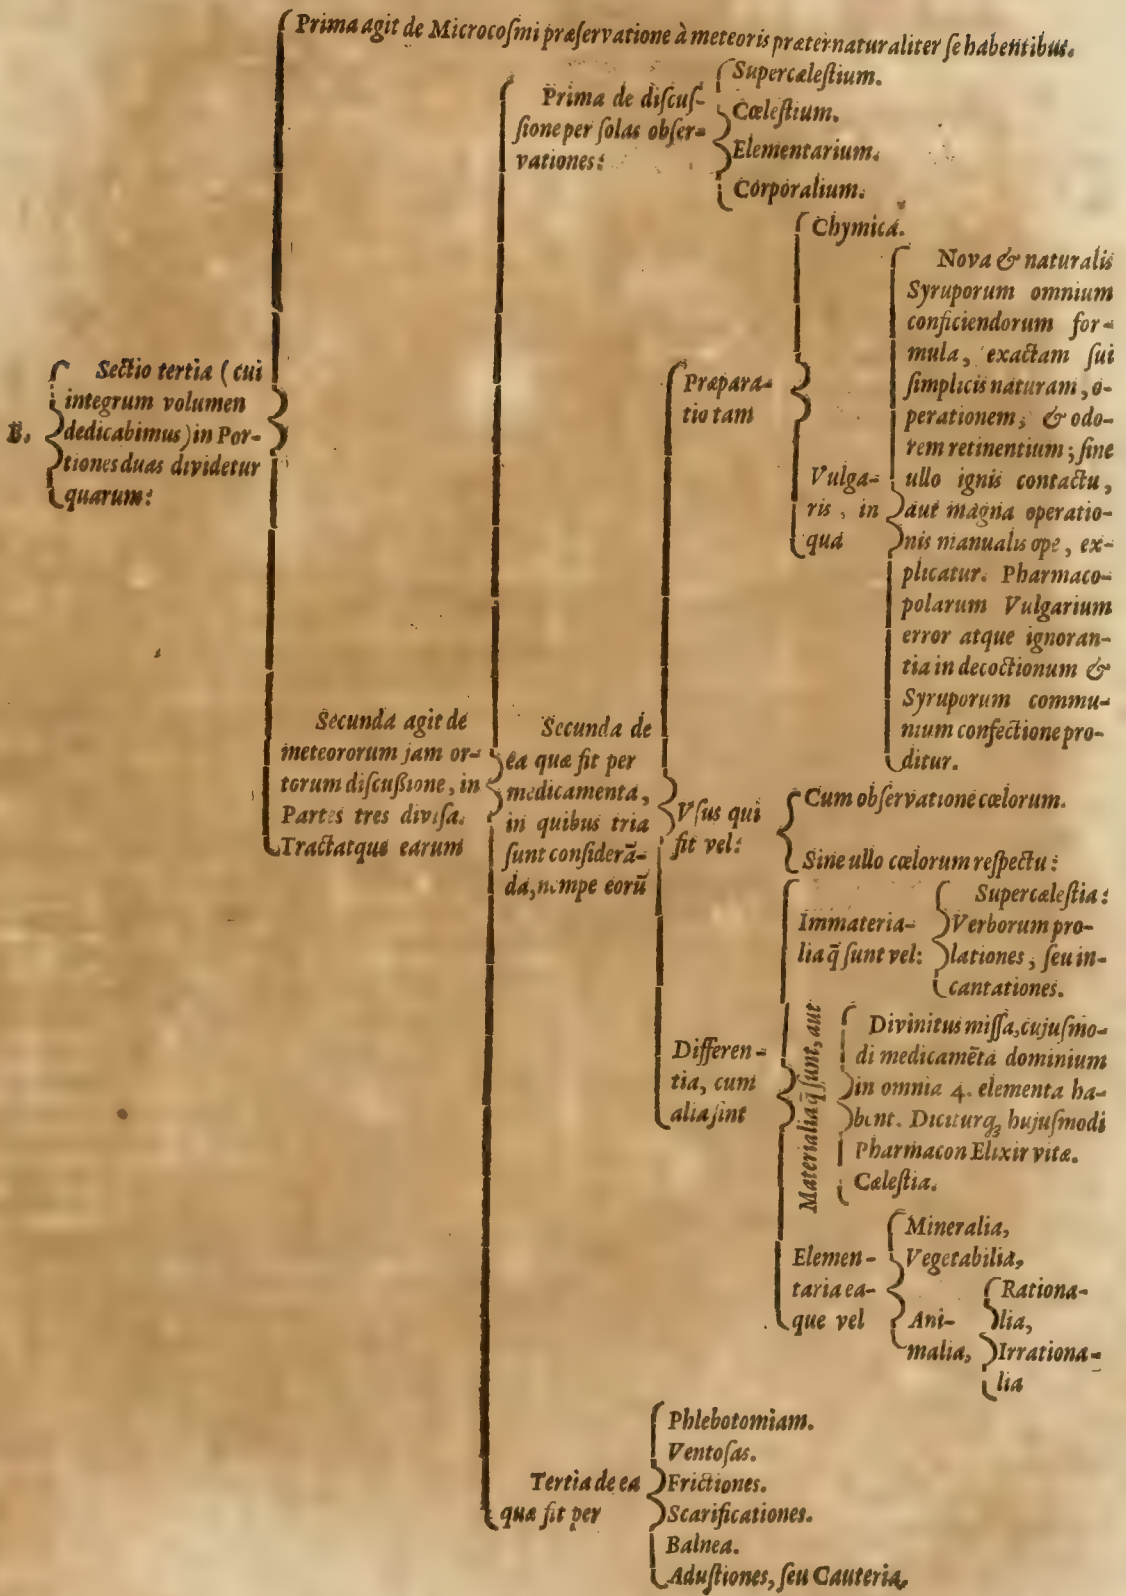 Prima agit de Microcoſmi præſervatione à meteoris præternaturaliter ſe habentibus.
Prima de diſcuſ-
ſione per ſolas obſer-
vationes:
Supercæleſtium.
Cœleſtium.
Elementarium.
Corporalium.
B.
Sectio tertia (cui
integrum volumen
dedicabimus) in Por-
tiones duas dividetur
quarum:
Secunda agit de
meteororum jam or-
torum diſcuſſione, in
Partes tres diviſa.
Tractatque earum
Secunda de
ea quæ fit per
medicamenta,
in quibus tria
ſunt conſiderā-
da, nempe eorū
Præpara-
tio tam
Chymica.
Vulga-
ris, in
qua
Nova & naturalis
Syruporum omnium
conficiendorum for-
mula, exactam ſui
ſimplicis naturam, o-
perationem, & odo-
rem retinentium; ſine
ullo ignis contactu,
aut magna operatio-
nis manualis ope, ex-
plicatur. Pharmaco-
polarum Vulgarium
error atque ignoran-
tia in decoctionum &
Syruporum commu-
nium confectione pro-
ditur.
Vſus qui
fit vel:
Cum obſervatione cœlorum.
Sine ullo cœlorum reſpectu:
Differen-
tia, cum
alia ſint
Immateria-
lia q̃ ſunt vel:
Supercæleſtia:
Verborum pro-
lationes, ſeu in-
cantationes.
Materialia q̃ ſunt, aut
Divinitus miſſa, cujuſmo-
di medicamēta dominium
in omnia 4. elementa ha-
bent. Diciturq; hujuſmodi
Pharmacon Elixir vitæ.
Cæleſtia.
Elemen-
taria ea-
que vel
Mineralia,
Vegetabilia,
Ani-
malia,
Rationa-
lia,
Irrationa-
lia
Tertia de ea
quæ fit per
Phlebotomiam.
Ventoſas.
Frictiones.
Scarificationes.
Balnea.
Aduſtiones, ſeu Cauteria.